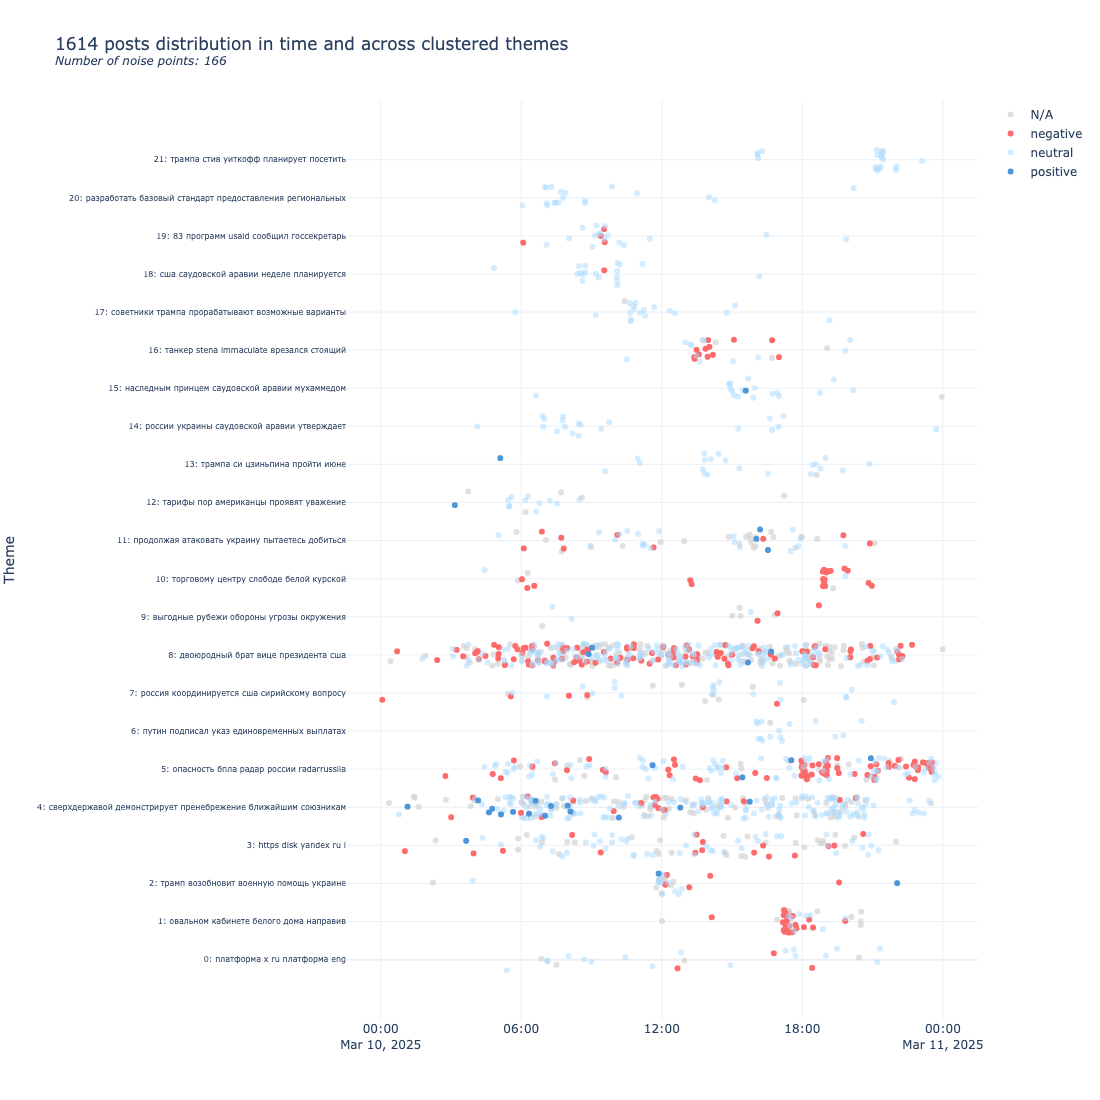 1614 posts distribution in time and across clustered themes
Number of noise points: 166
N/A
negative
neutral
positive
Theme
21: трампа стив уиткофф планирует посетить
20: разработать базовый стандарт предоставления региональных
19: 83 программ usaid сообщил госсекретарь
18: сша саудовской аравии неделе планируется
17: советники трампа прорабатывают возможные варианты
16: танкер stena immaculate врезался стоящий
15: наследным принцем саудовской аравии мухаммедом
14: россии украины саудовской аравии утверждает
13: трампа си цзиньпина пройти июне
12: тарифы пор американцы проявят уважение
11: продолжая атаковать украину пытаетесь добиться
10: торговому центру слободе белой курской
9: выгодные рубежи обороны угрозы окружения
8: двоюродный брат вице президента сша
7: россия координируется сша сирийскому вопросу
6: путин подписал указ единовременных выплатах
5: опасность бпла радар россии radarrussiia
4: сверхдержавой демонстрирует пренебрежение ближайшим союзникам
3: https disk yandex ru i
2: трамп возобновит военную помощь украине
1: овальном кабинете белого дома направив
0: платформа x ru платформа eng
00:00 06:00 12:00 18:00 00:00
Mar 10, 2025 Mar 11, 2025